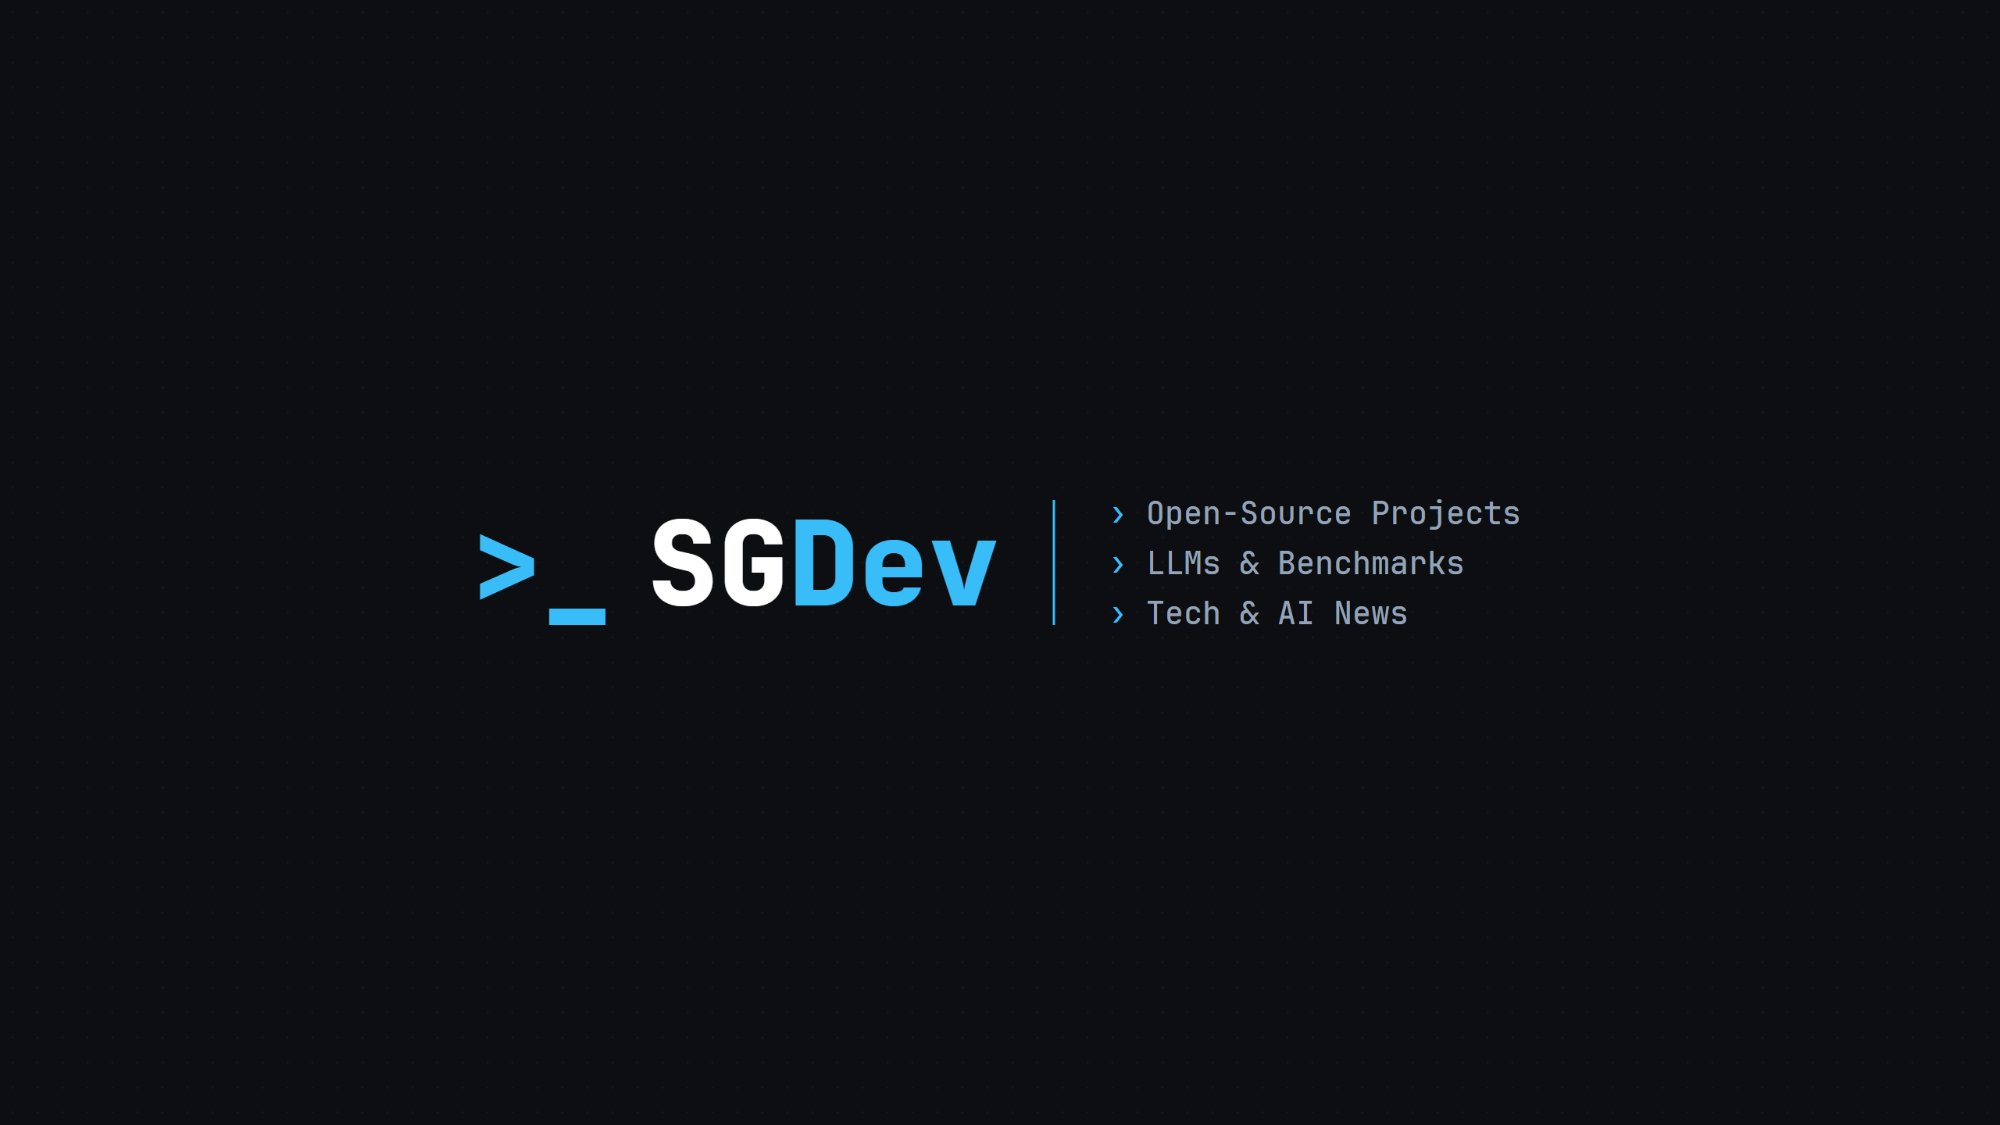 >_ SGDev
› Open-Source Projects
› LLMs & Benchmarks
› Tech & AI News